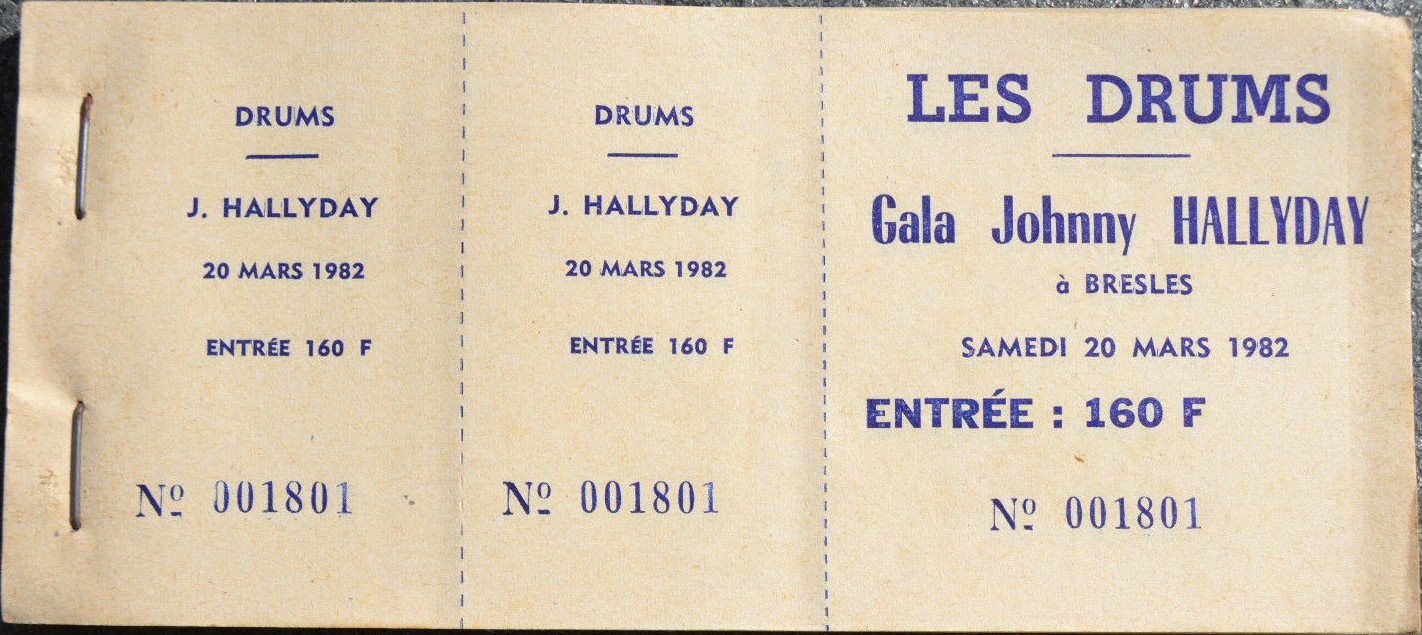 DRUMS
J. HALLYDAY
20 MARS 1982
ENTRÉE 160 F
Nº 001801
DRUMS
J. HALLYDAY
20 MARS 1982
ENTRÉE 160 F
Nº 001801
LES DRUMS
Gala Johnny HALLYDAY
à BRESLES
SAMEDI 20 MARS 1982
ENTRÉE : 160 F
Nº 001801